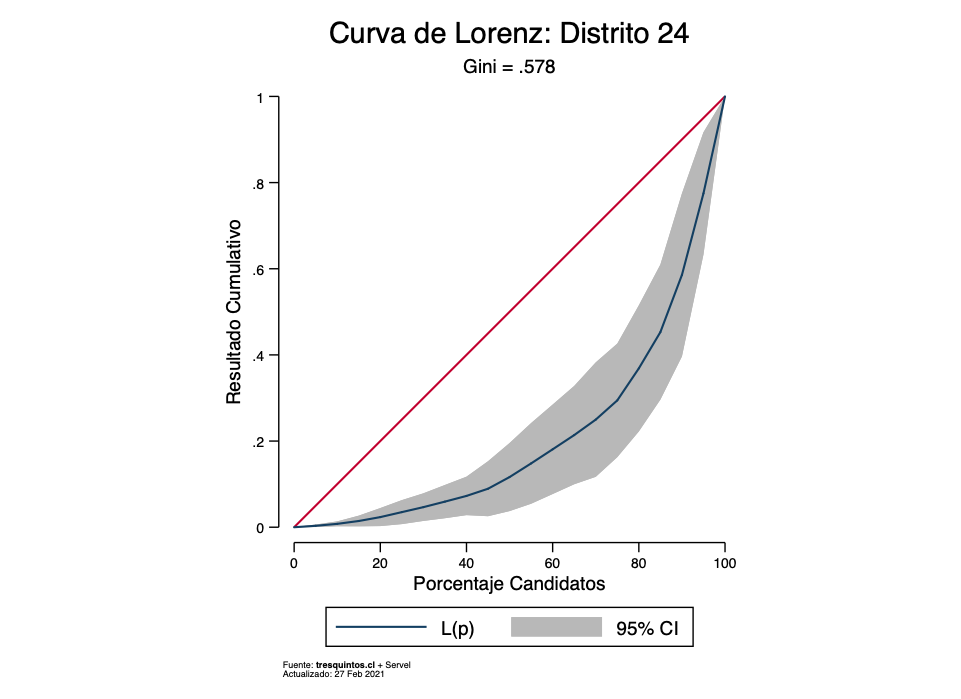 Curva de Lorenz: Distrito 24
Gini = .578
Resultado Cumulativo
1
.8
.6
.4
.2
0
0 20 40 60 80 100
Porcentaje Candidatos
L(p) 95% CI
Fuente: tresquintos.cl + Servel
Actualizado: 27 Feb 2021